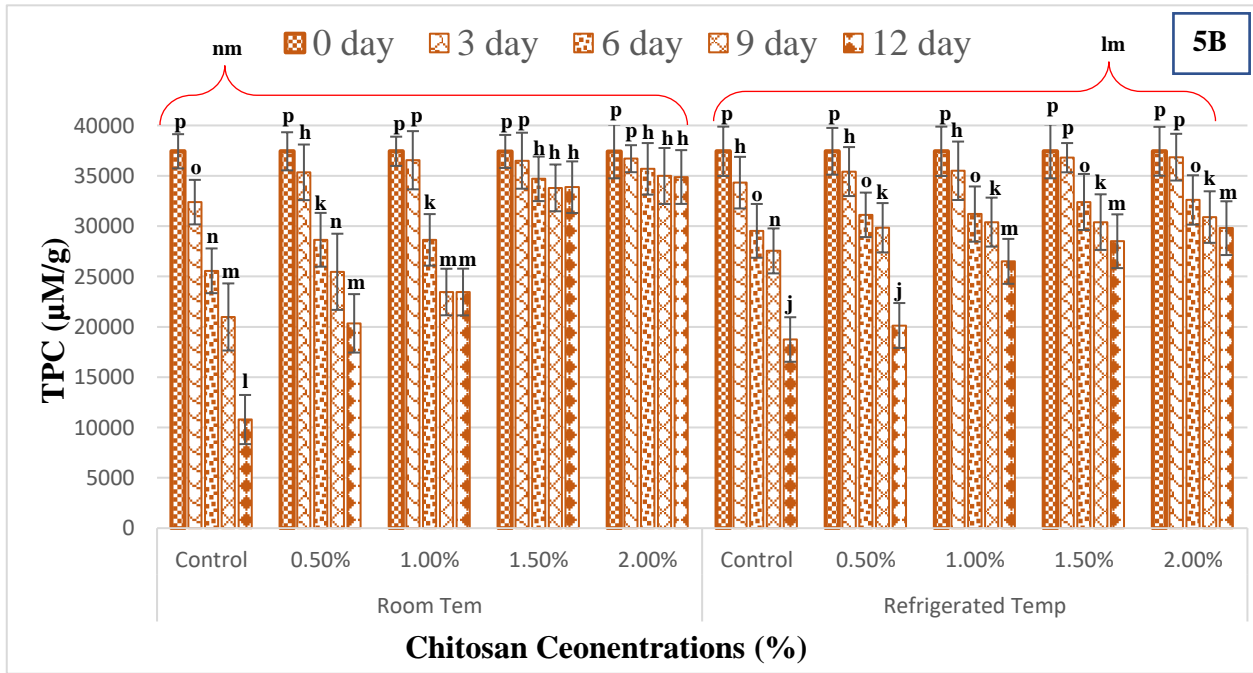 5B
0 day 3 day 6 day 9 day 12 day
nm lm
TPC (µM/g)
40000
35000
30000
25000
20000
15000
10000
5000
0
p o n m l
p h k n m
p p k m m
p p h h h
p p h h h
p h o n j
p h o k j
p h o k m
p p o k m
p p o k m
Control 0.50% 1.00% 1.50% 2.00% Control 0.50% 1.00% 1.50% 2.00%
Room Tem Refrigerated Temp
Chitosan Ceonentrations (%)